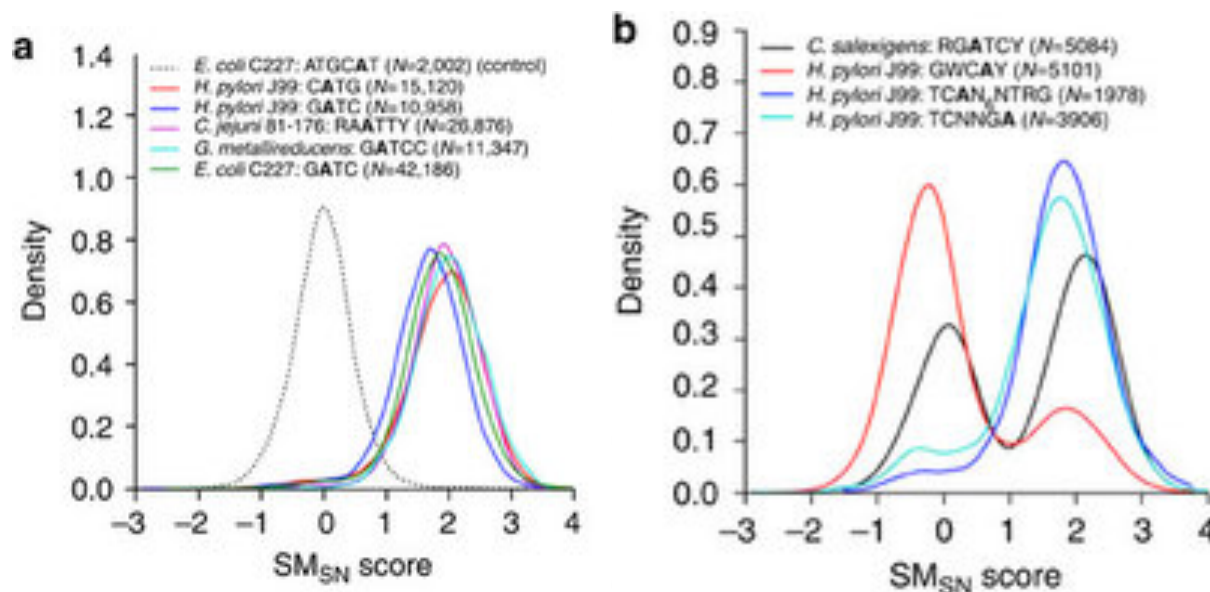 a
1.4
1.2
1.0
0.8
0.6
0.4
0.2
0.0
Density
E. coli C227: ATGCAT (N=2,002) (control)
H. pylori J99: CATG (N=15,120)
H. pylori J99: GATC (N=10,958)
C. jejuni 81-176: RAATTY (N=26,876)
G. metallireducens: GATCC (N=11,347)
E. coli C227: GATC (N=42,186)
−3 −2 −1 0 1 2 3 4
SMSN score
b
0.9
0.8
0.7
0.6
0.5
0.4
0.3
0.2
0.1
0.0
Density
C. salexigens: RGATCY (N=5084)
H. pylori J99: GWCAY (N=5101)
H. pylori J99: TCAN6NTRG (N=1978)
H. pylori J99: TCNNGA (N=3906)
−3 −2 −1 0 1 2 3 4
SMSN score